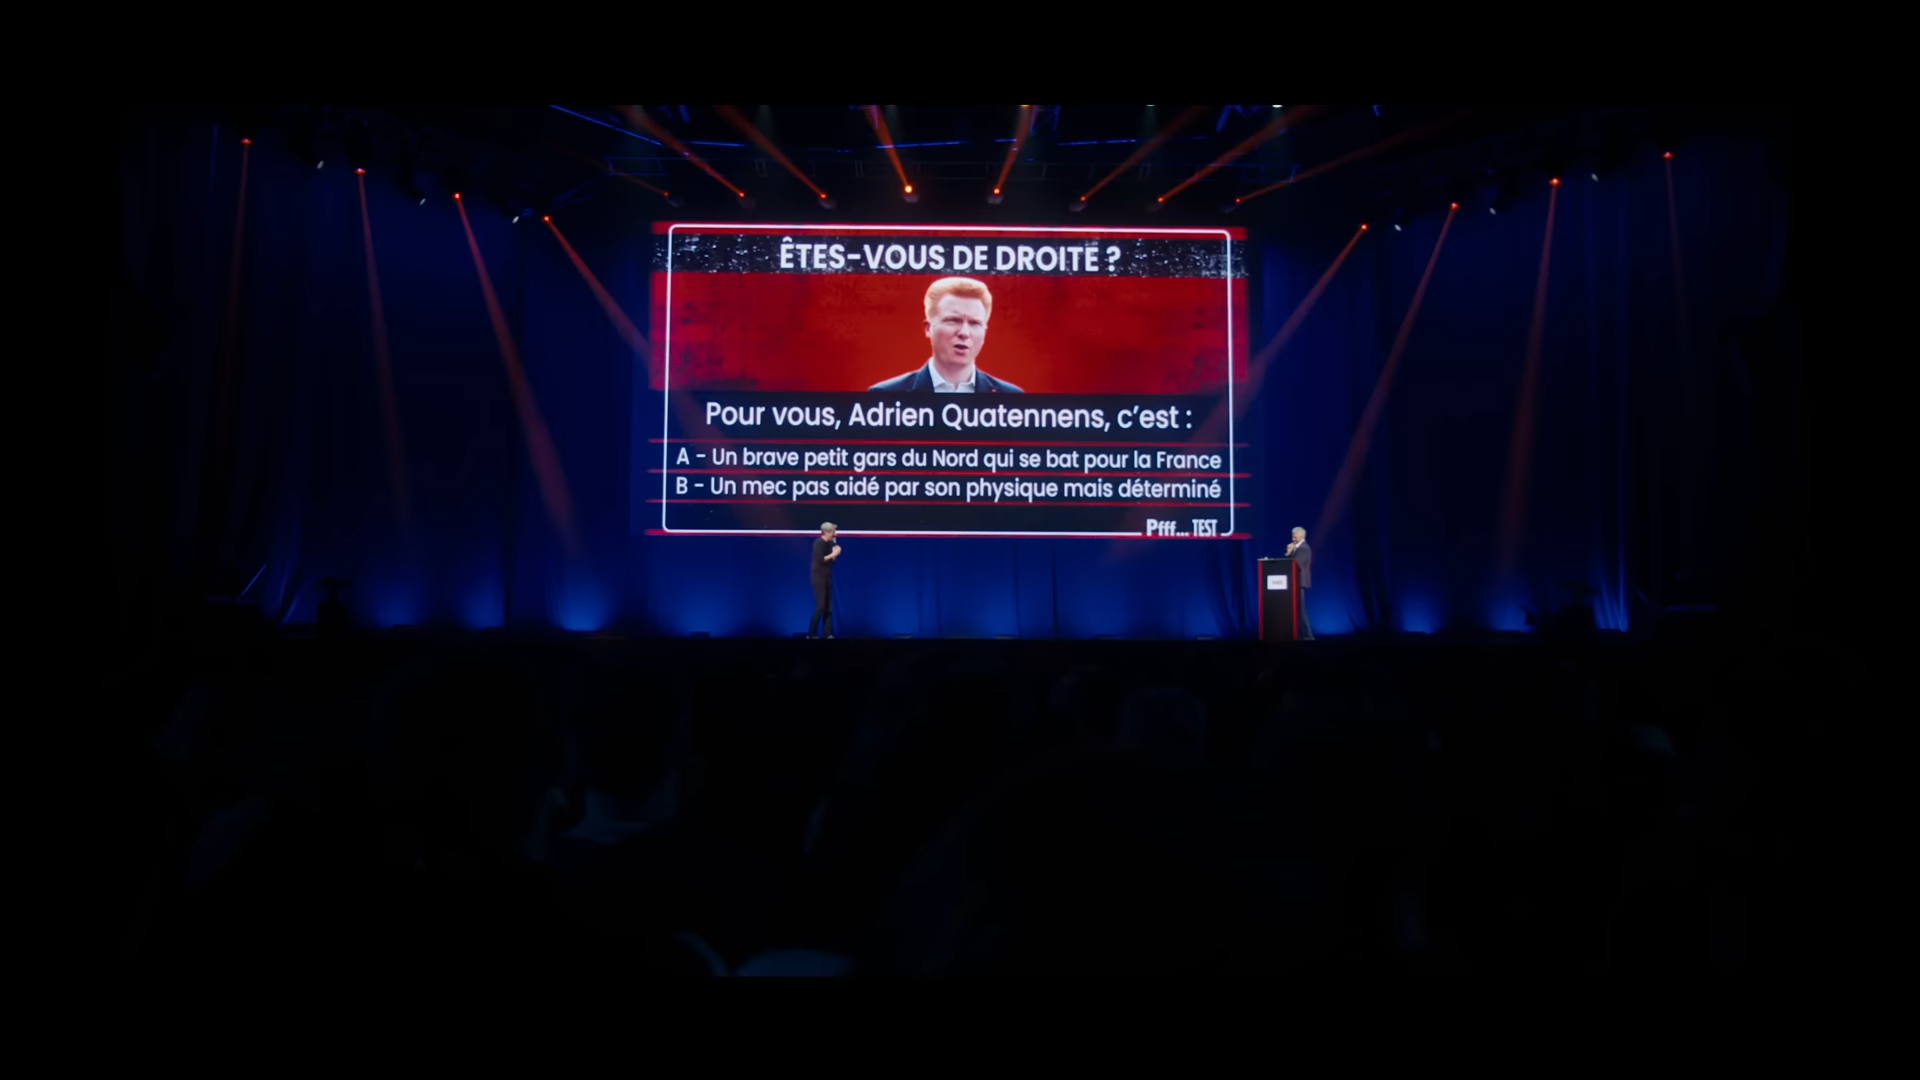 ÊTES-VOUS DE DROITE ?
Pour vous, Adrien Quatennens, c'est :
A - Un brave petit gars du Nord qui se bat pour la France
B - Un mec pas aidé par son physique mais déterminé
Pfff... TEST